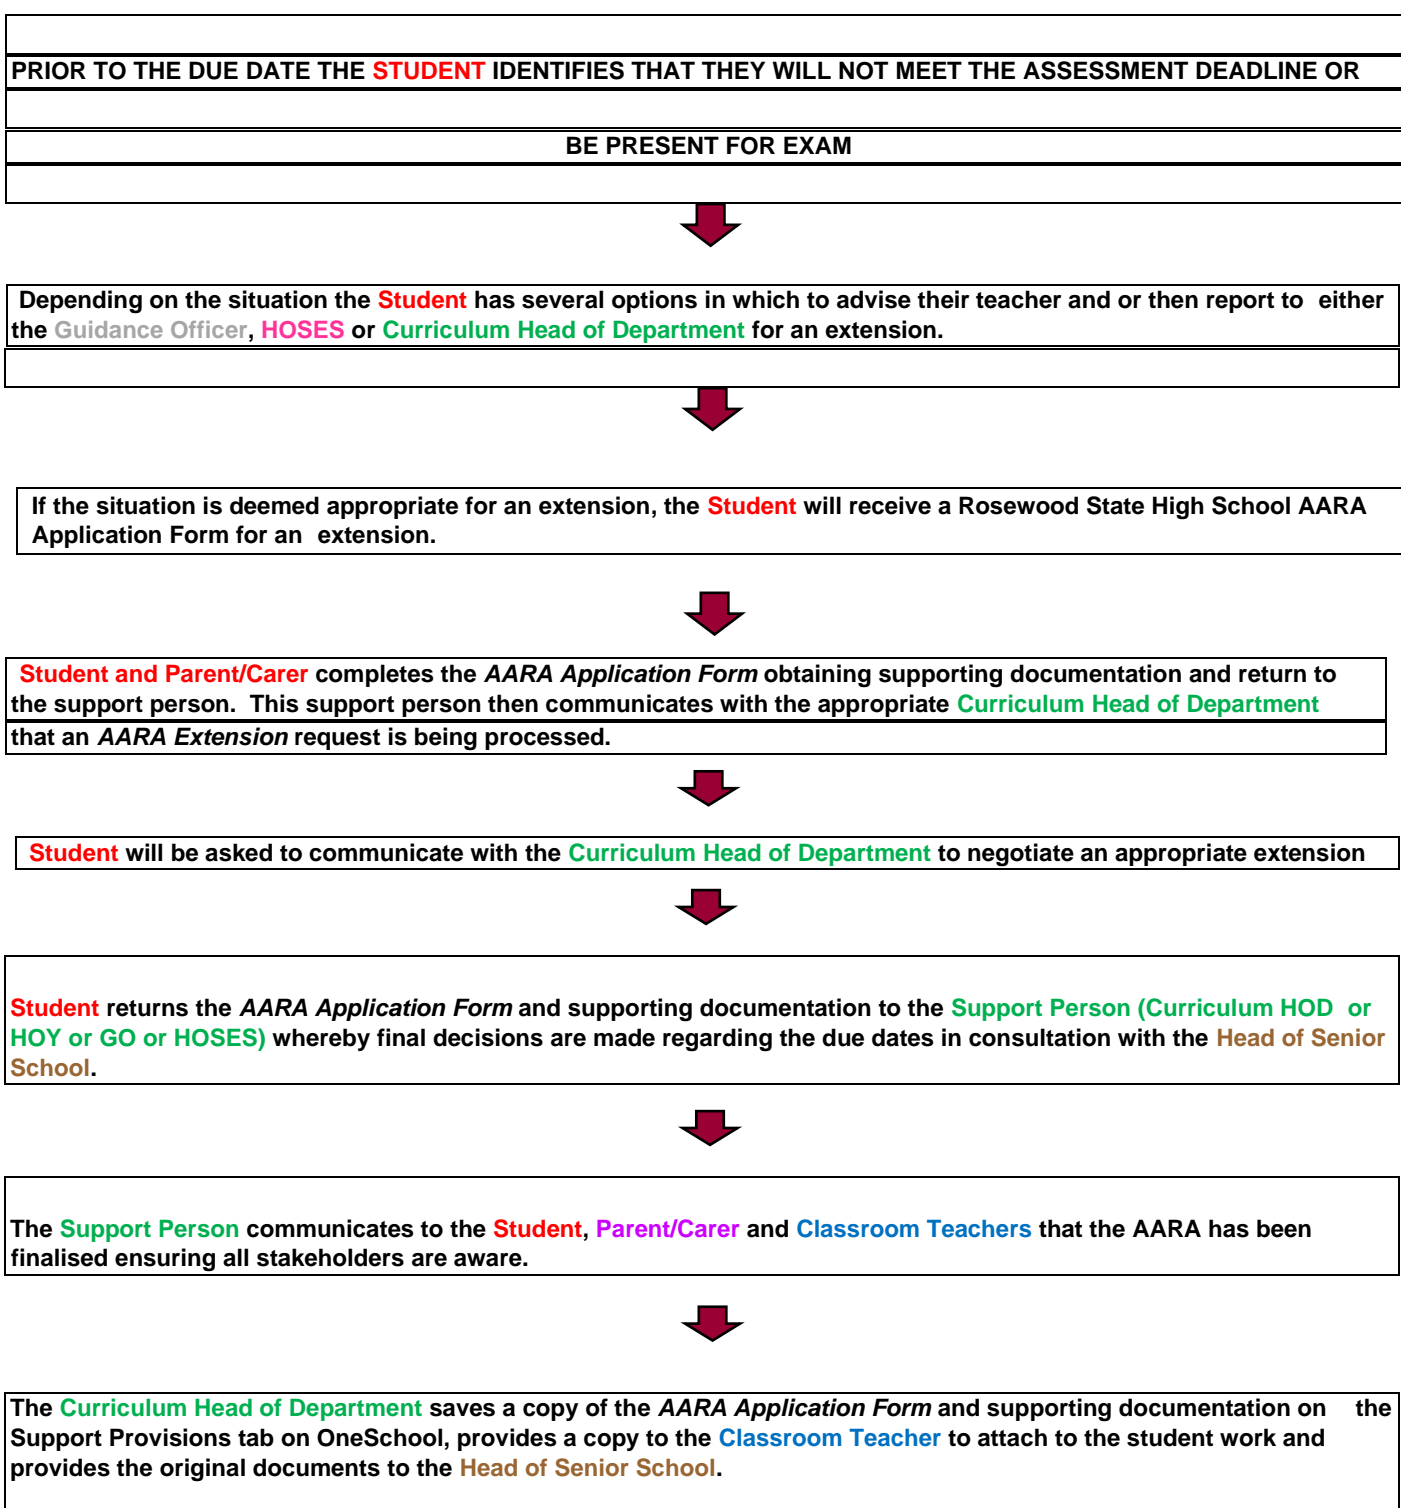 PRIOR TO THE DUE DATE THE STUDENT IDENTIFIES THAT THEY WILL NOT MEET THE ASSESSMENT DEADLINE OR
BE PRESENT FOR EXAM
Depending on the situation the Student has several options in which to advise their teacher and or then report to either
the Guidance Officer, HOSES or Curriculum Head of Department for an extension.
If the situation is deemed appropriate for an extension, the Student will receive a Rosewood State High School AARA
Application Form for an extension.
Student and Parent/Carer completes the AARA Application Form obtaining supporting documentation and return to
the support person. This support person then communicates with the appropriate Curriculum Head of Department
that an AARA Extension request is being processed.
Student will be asked to communicate with the Curriculum Head of Department to negotiate an appropriate extension
Student returns the AARA Application Form and supporting documentation to the Support Person (Curriculum HOD or
HOY or GO or HOSES) whereby final decisions are made regarding the due dates in consultation with the Head of Senior
School.
The Support Person communicates to the Student, Parent/Carer and Classroom Teachers that the AARA has been
finalised ensuring all stakeholders are aware.
The Curriculum Head of Department saves a copy of the AARA Application Form and supporting documentation on the
Support Provisions tab on OneSchool, provides a copy to the Classroom Teacher to attach to the student work and
provides the original documents to the Head of Senior School.